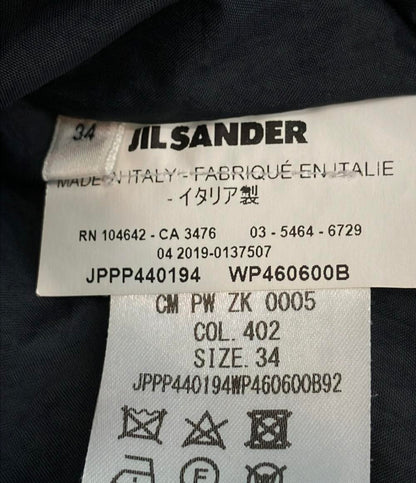 34
JIL SANDER
MADE IN ITALY - FABRIQUÉ EN ITALIE
- イタリア製
RN 104642 - CA 3476 03 - 5464 - 6729
04 2019-0137507
JPPP440194 WP460600B
CM PW ZK 0005
COL. 402
SIZE. 34
JPPP440194WP460600B92
E